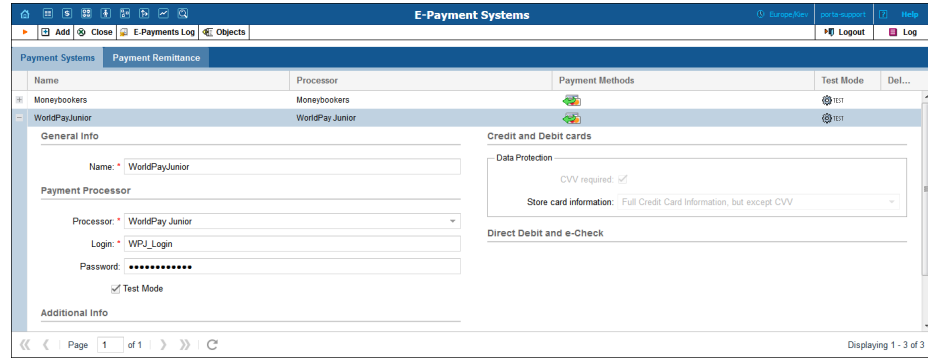 E-Payment Systems
Europe/Kiev porta-support ? Help
Add Close E-Payments Log Objects Logout Log
Payment Systems Payment Remittance
Name Processor Payment Methods Test Mode Del...
Moneybookers Moneybookers TEST
WorldPayJunior WorldPay Junior TEST
General Info Credit and Debit cards
Data Protection
Name: * WorldPayJunior
CVV required:
Payment Processor
Store card information: Full Credit Card Information, but except CVV
Processor: * WorldPay Junior
Direct Debit and e-Check
Login: * WPJ_Login
Password: ●●●●●●●●●●●●
Test Mode
Additional Info
Page 1 of 1 Displaying 1 - 3 of 3